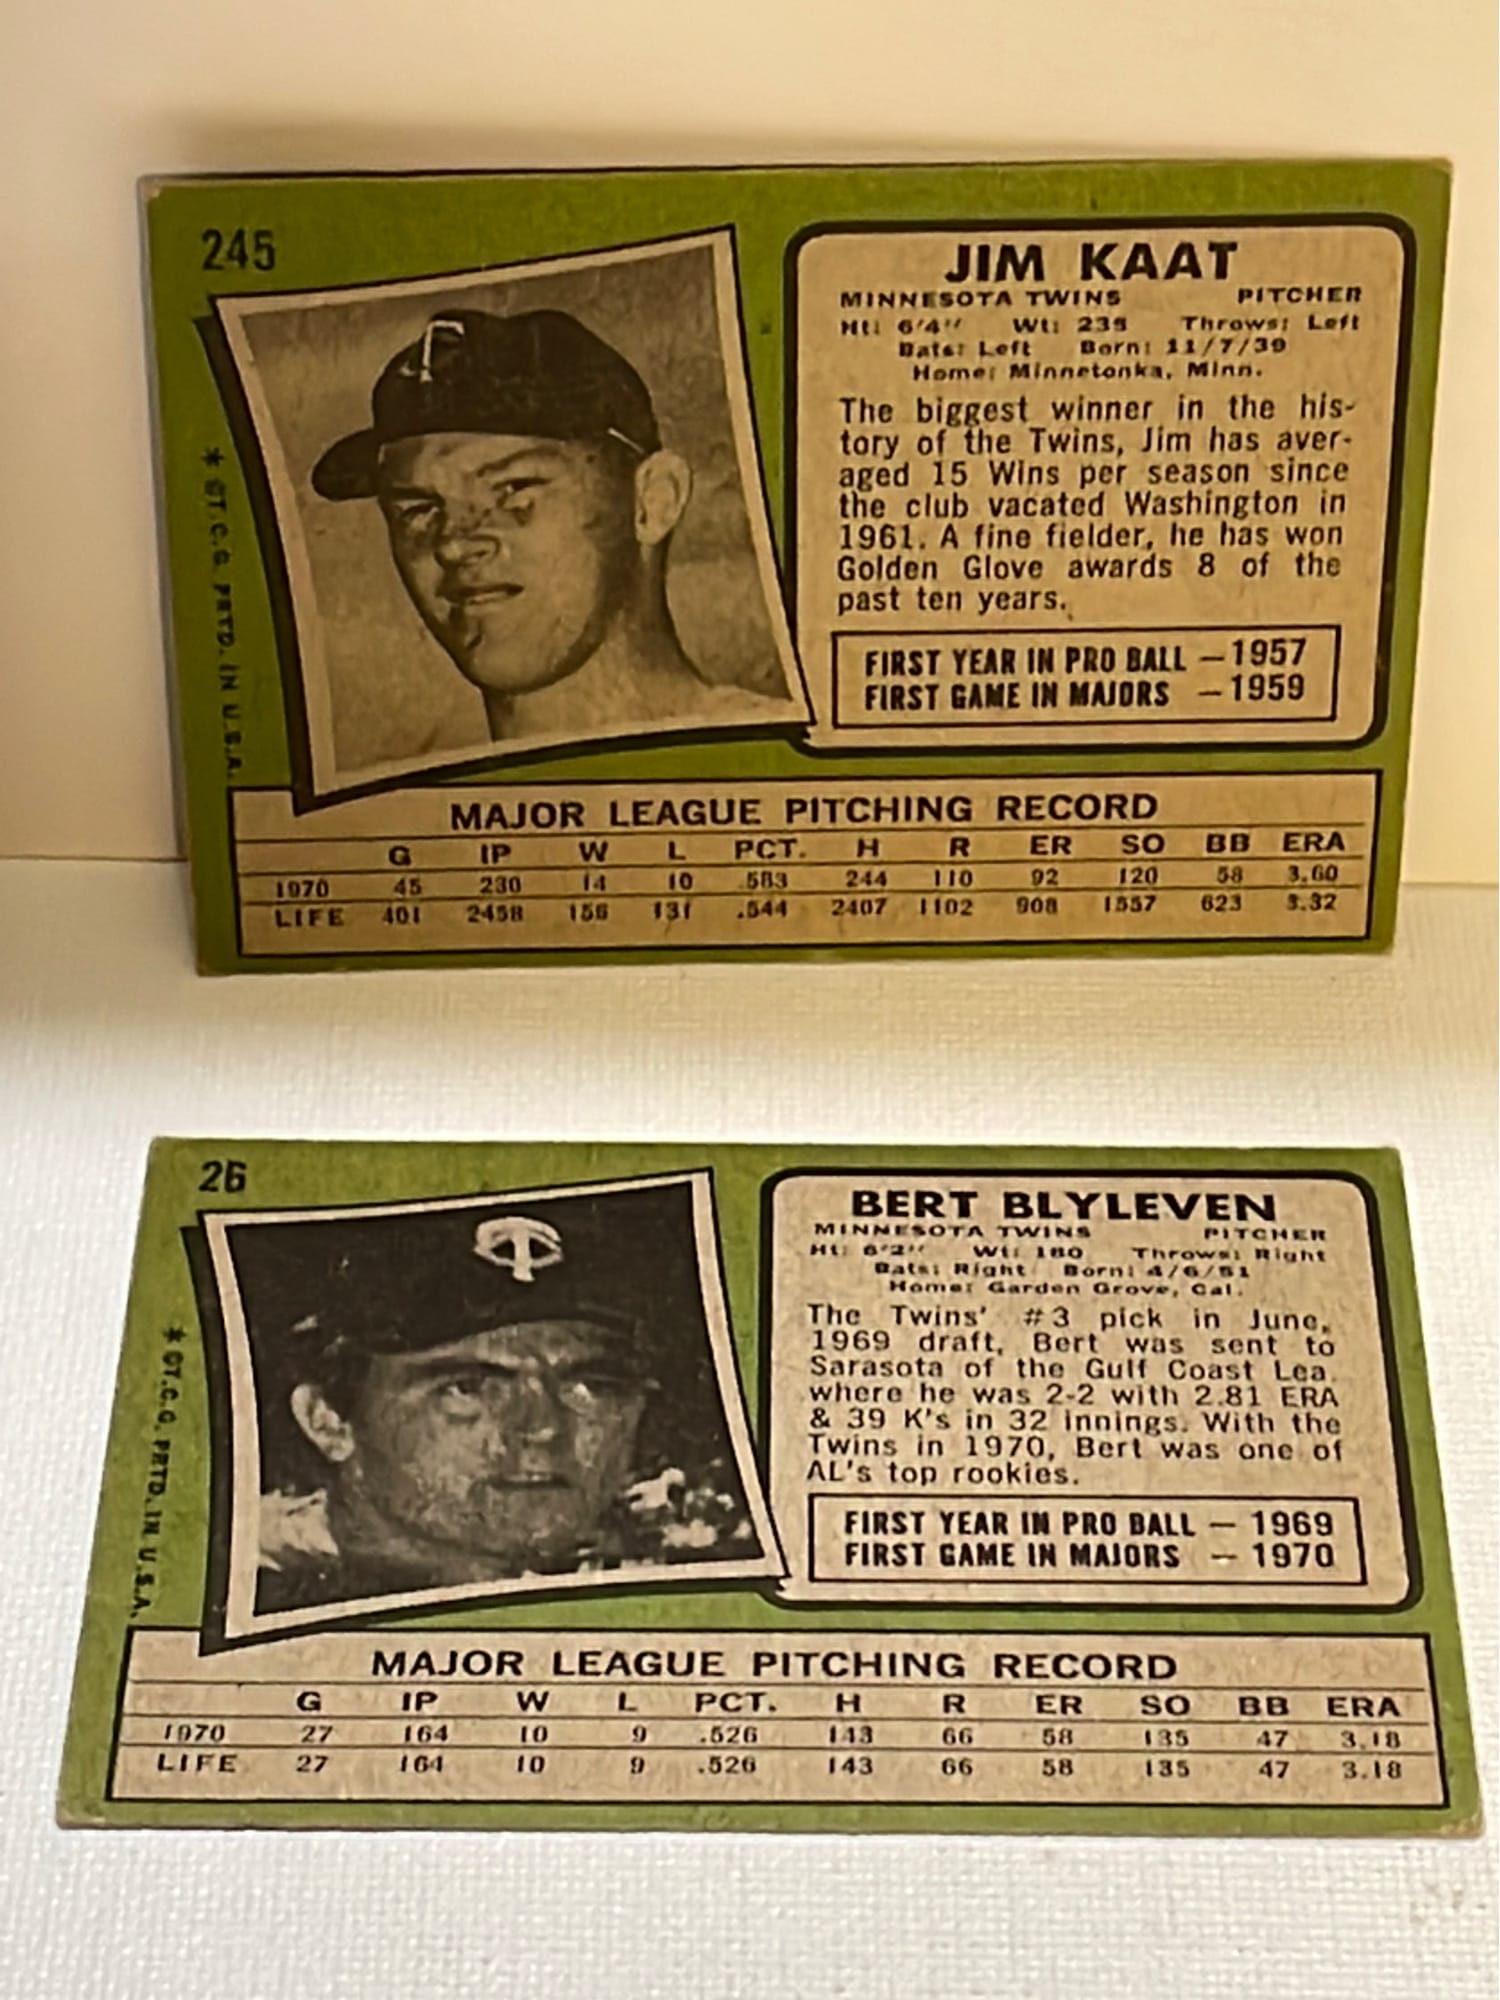 245
JIM KAAT
MINNESOTA TWINS PITCHER
Ht: 6'4" Wt: 235 Throws: Left
Bats: Left Born: 11/7/39
Home: Minnetonka, Minn.
The biggest winner in the his-
tory of the Twins, Jim has aver-
aged 15 Wins per season since
the club vacated Washington in
1961. A fine fielder, he has won
Golden Glove awards 8 of the
past ten years.
FIRST YEAR IN PRO BALL – 1957
FIRST GAME IN MAJORS – 1959
* ©T.C.G. PRTD. IN U.S.A.
MAJOR LEAGUE PITCHING RECORD
G IP W L PCT. H R ER SO BB ERA
1970 45 230 14 10 .583 244 110 92 120 58 3.60
LIFE 401 2458 156 131 .544 2407 1102 908 1557 623 3.32
26
BERT BLYLEVEN
MINNESOTA TWINS PITCHER
Ht: 6'2" Wt: 180 Throws: Right
Bats: Right Born: 4/6/51
Home: Garden Grove, Cal.
The Twins' #3 pick in June,
1969 draft, Bert was sent to
Sarasota of the Gulf Coast Lea.
where he was 2-2 with 2.81 ERA
& 39 K's in 32 innings. With the
Twins in 1970, Bert was one of
AL's top rookies.
FIRST YEAR IN PRO BALL – 1969
FIRST GAME IN MAJORS – 1970
* ©T.C.G. PRTD. IN U.S.A.
MAJOR LEAGUE PITCHING RECORD
G IP W L PCT. H R ER SO BB ERA
1970 27 164 10 9 .526 143 66 58 135 47 3.18
LIFE 27 164 10 9 .526 143 66 58 135 47 3.18